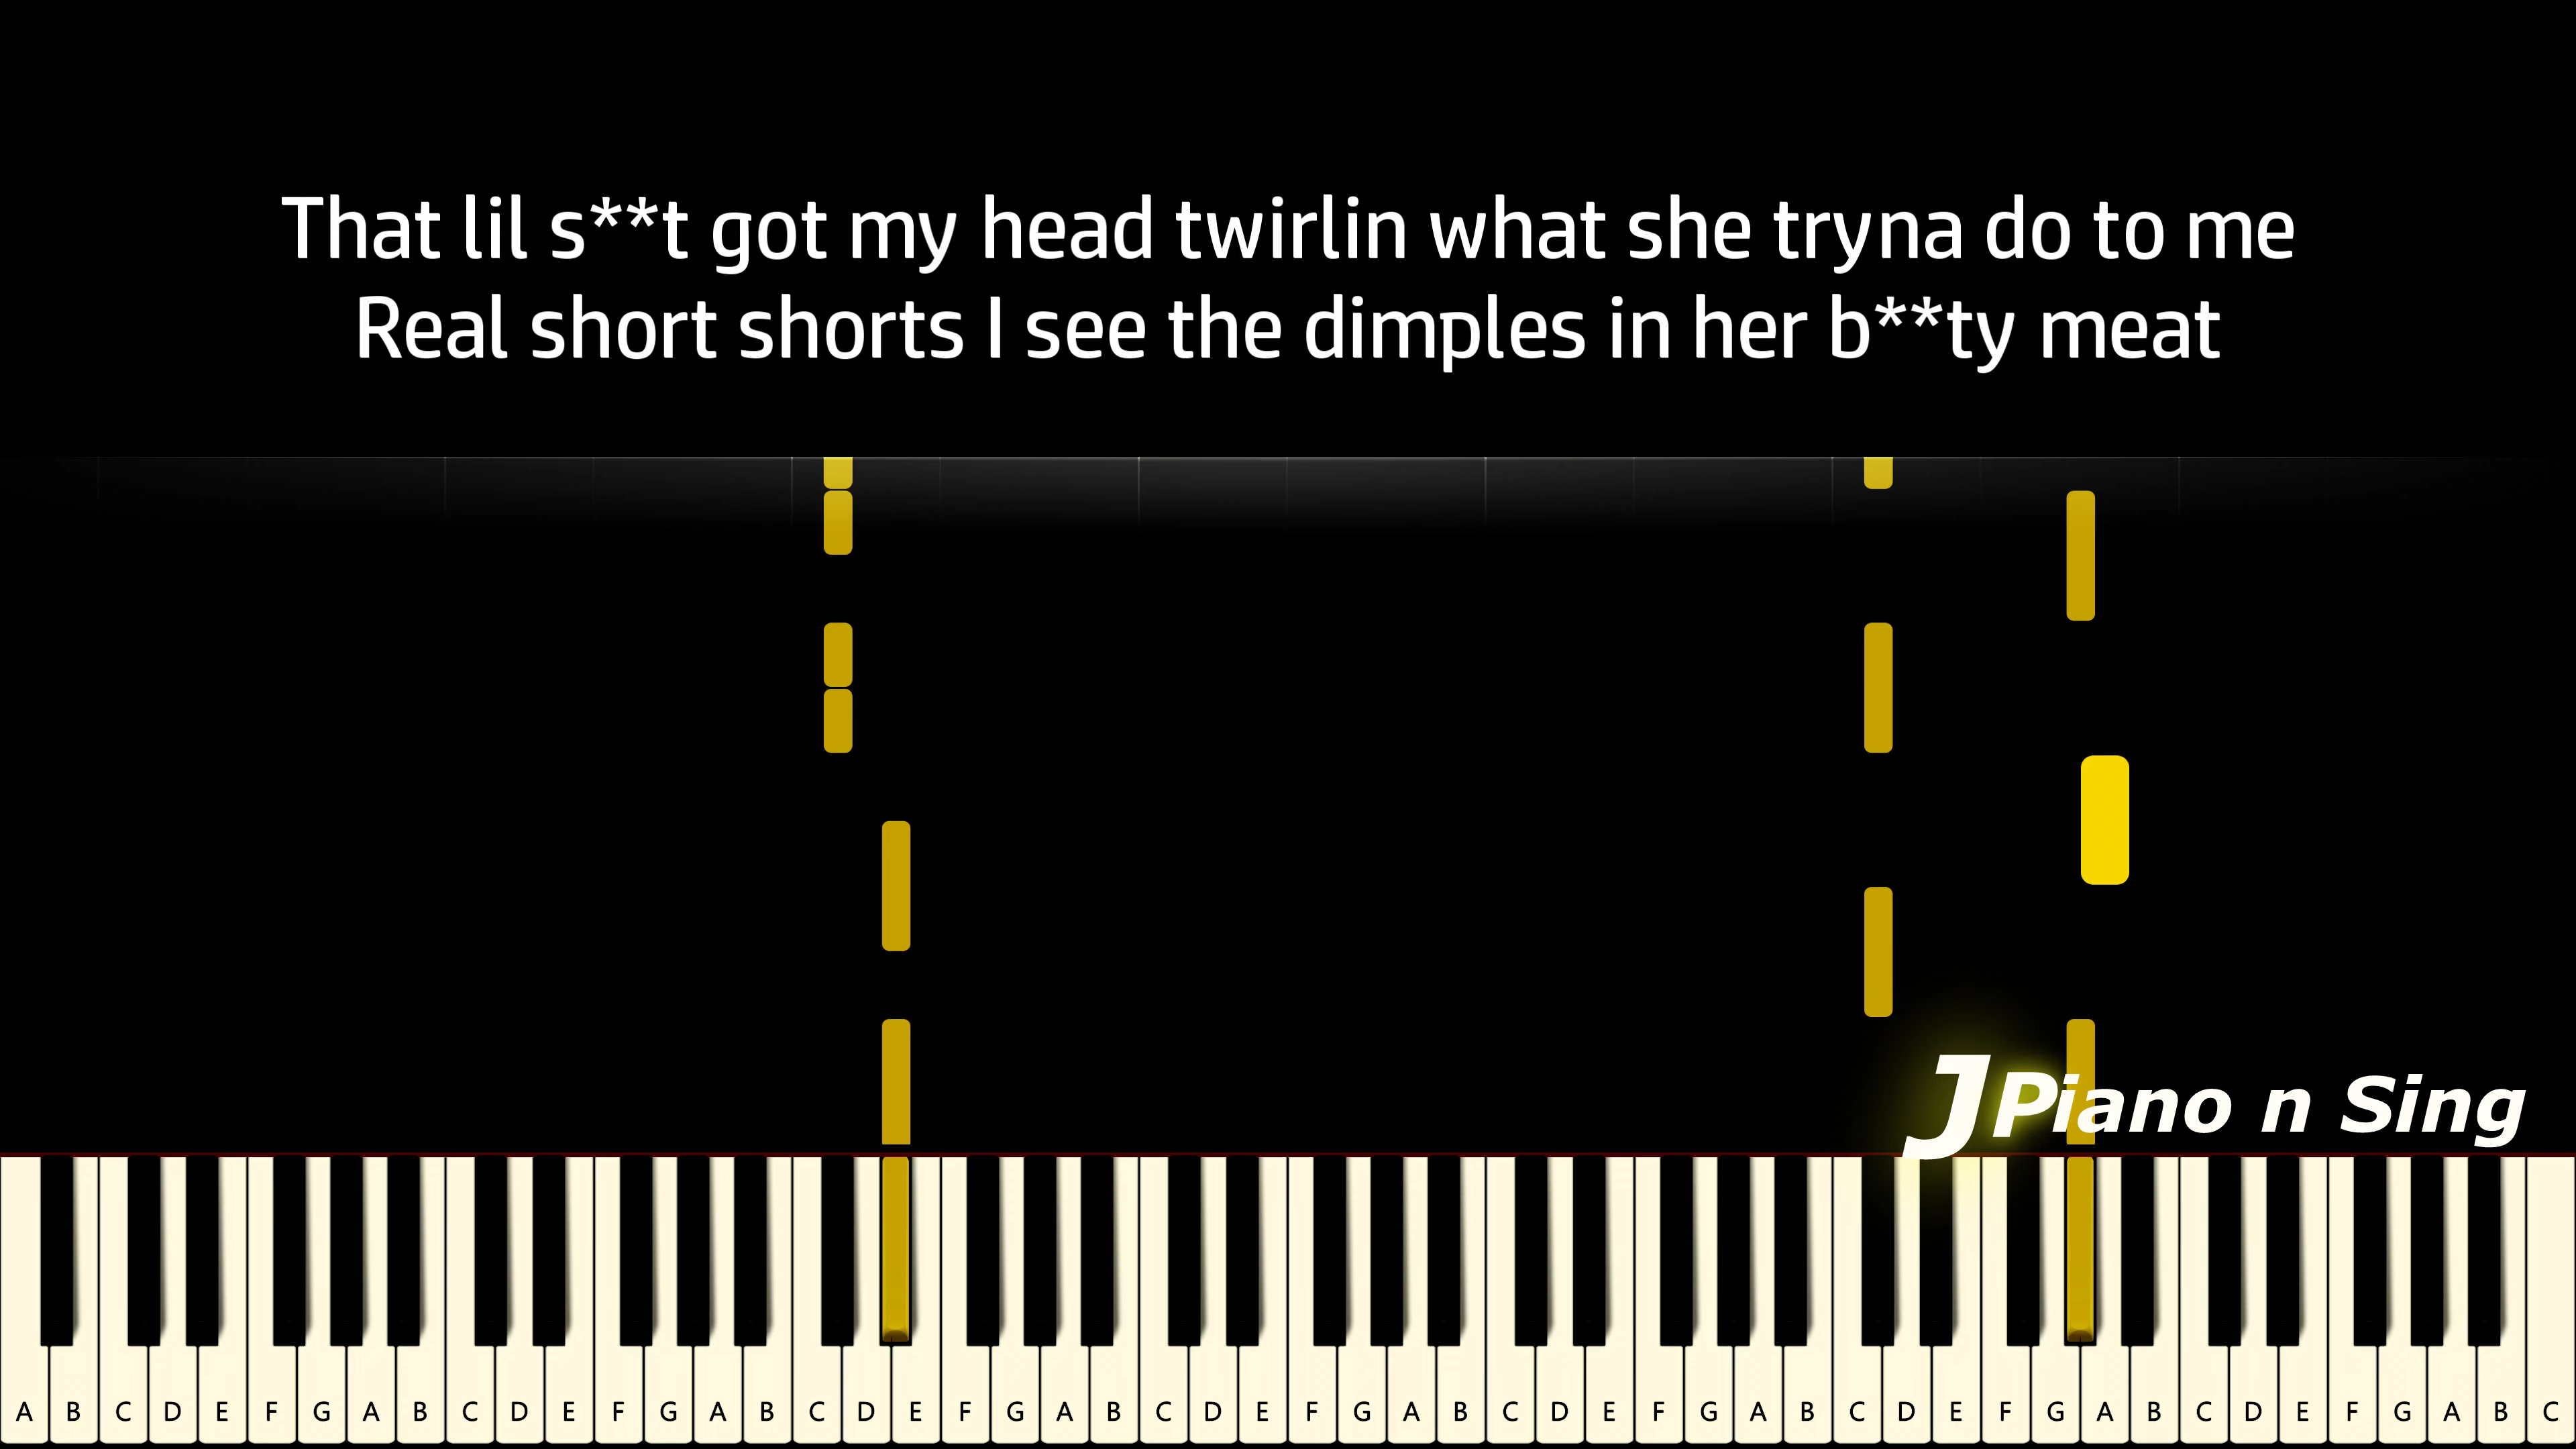 That lil s**t got my head twirlin what she tryna do to me
Real short shorts I see the dimples in her b**ty meat
J Piano n Sing
A B C D E F G A B C D E F G A B C D E F G A B C D E F G A B C D E F G A B C D E F G A B C D E F G A B C